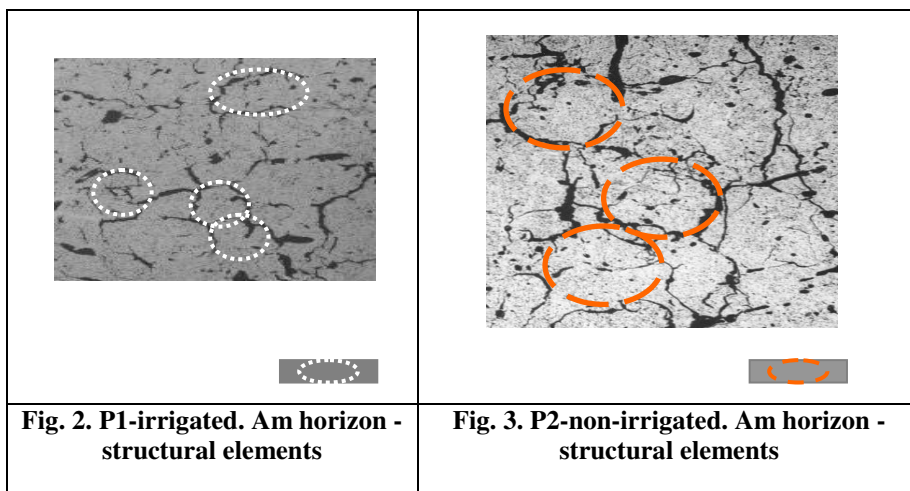 Fig. 2. P1-irrigated. Am horizon -
structural elements
Fig. 3. P2-non-irrigated. Am horizon -
structural elements